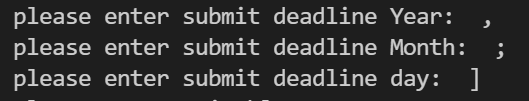 please enter submit deadline Year:  ,
please enter submit deadline Month:  ;
please enter submit deadline day:  ]